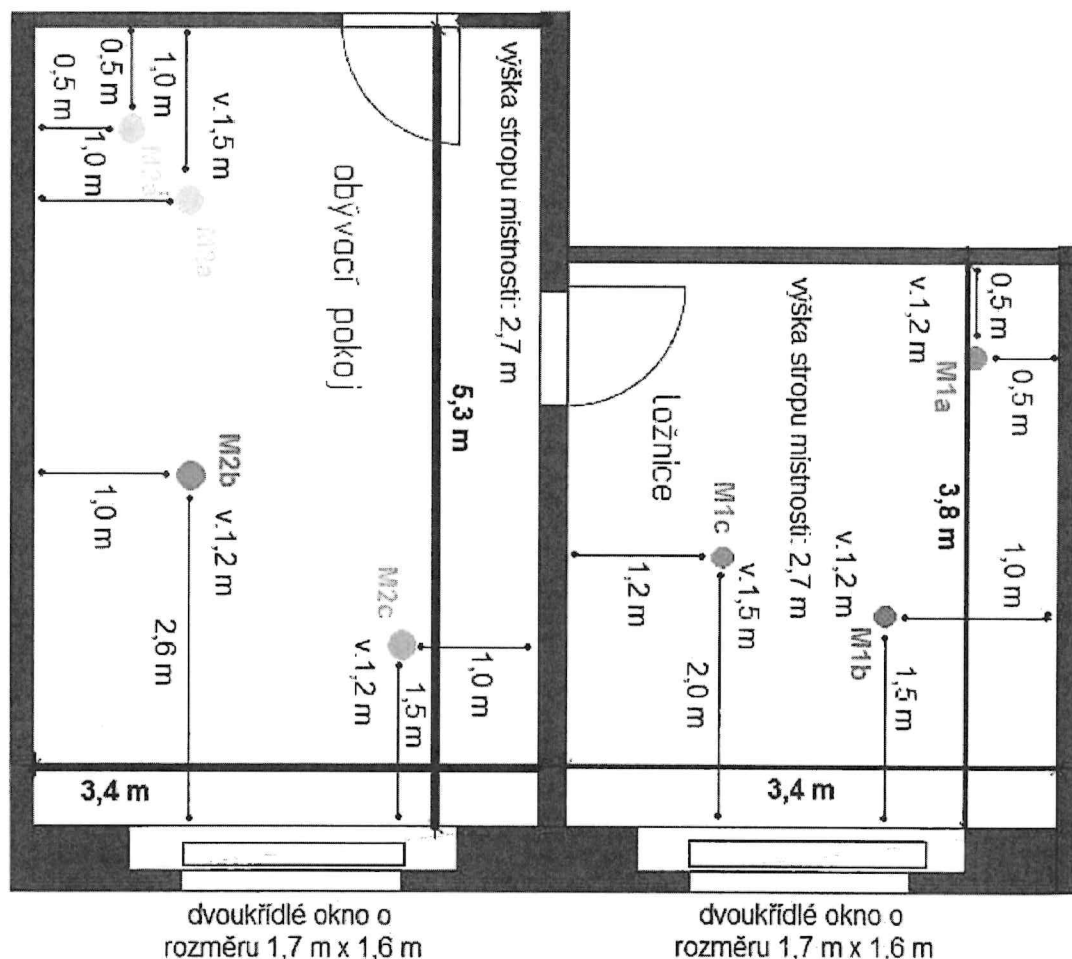 0,5 m
0,5 m
1,0 m
v.1,5 m
1,0 m
M2a
obývací pokoj
výška stropu místnosti: 2,7 m
5,3 m
M2b
v.1,2 m
1,0 m
2,6 m
M2c
v.1,2 m
1,5 m
1,0 m
3,4 m
dvoukřídlé okno o
rozměru 1,7 m x 1,6 m
ložnice
výška stropu místnosti: 2,7 m
v.1,2 m
0,5 m
M1a
0,5 m
3,8 m
M1c
v.1,5 m
1,2 m
2,0 m
v.1,2 m
M1b
1,0 m
1,5 m
3,4 m
dvoukřídlé okno o
rozměru 1,7 m x 1,6 m